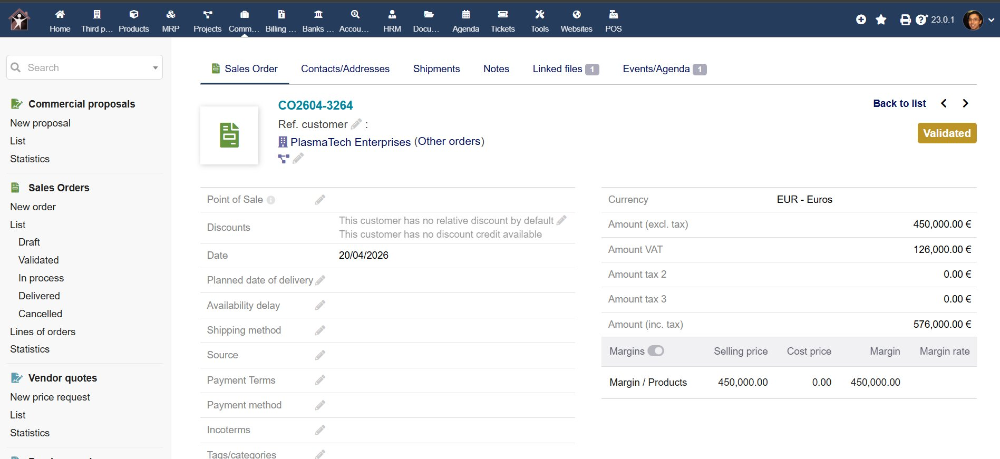 Home Third p... Products MRP Projects Comm... Billing ... Banks ... Accou... HRM Docu... Agenda Tickets Tools Websites POS 23.0.1
Search
Commercial proposals
New proposal
List
Statistics
Sales Orders
New order
List
Draft
Validated
In process
Delivered
Cancelled
Lines of orders
Statistics
Vendor quotes
New price request
List
Statistics
Sales Order Contacts/Addresses Shipments Notes Linked files 1 Events/Agenda 1
CO2604-3264
Ref. customer :
PlasmaTech Enterprises (Other orders)
Back to list
Validated
Point of Sale
Discounts This customer has no relative discount by default
This customer has no discount credit available
Date 20/04/2026
Planned date of delivery
Availability delay
Shipping method
Source
Payment Terms
Payment method
Incoterms
Tags/categories
Currency EUR - Euros
Amount (excl. tax) 450,000.00 €
Amount VAT 126,000.00 €
Amount tax 2 0.00 €
Amount tax 3 0.00 €
Amount (inc. tax) 576,000.00 €
Margins Selling price Cost price Margin Margin rate
Margin / Products 450,000.00 0.00 450,000.00